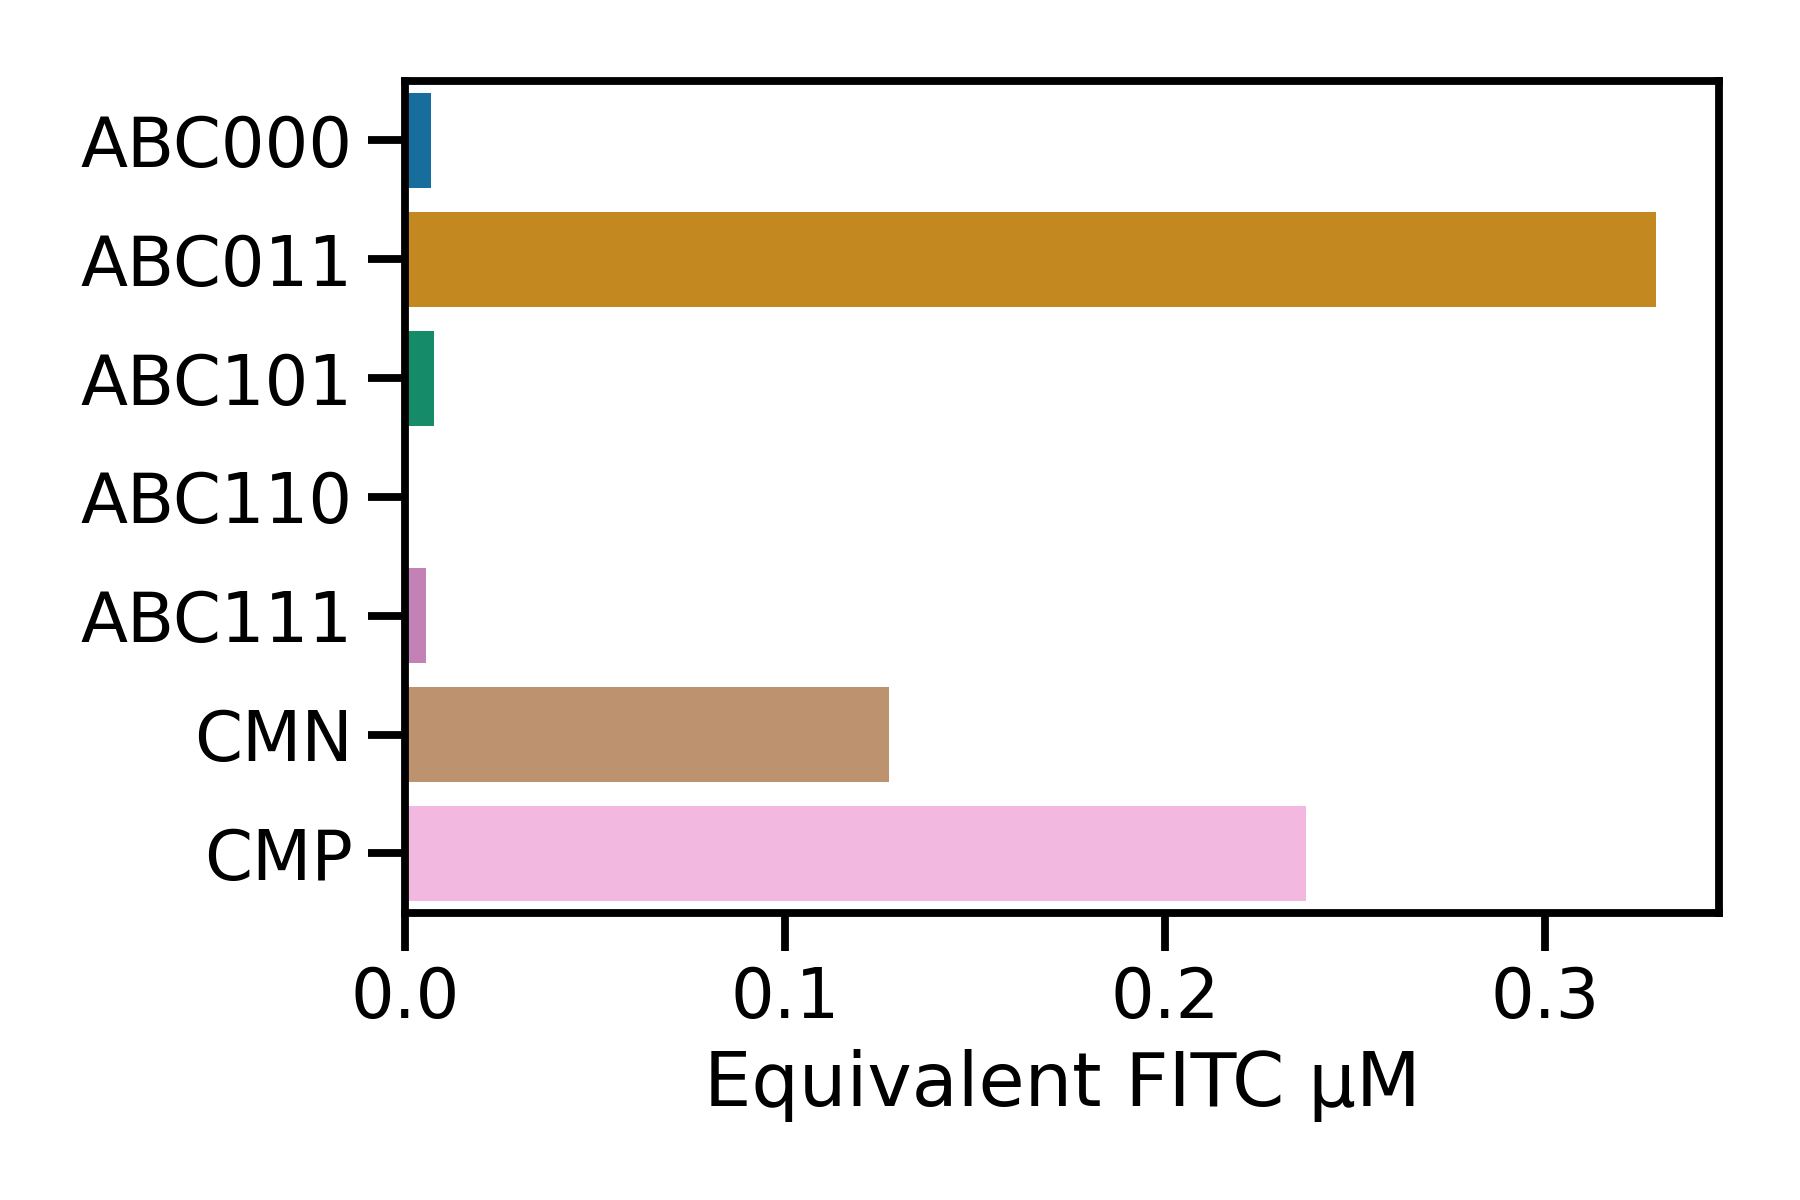 ABC000
ABC011
ABC101
ABC110
ABC111
CMN
CMP
0.0 0.1 0.2 0.3
Equivalent FITC µM